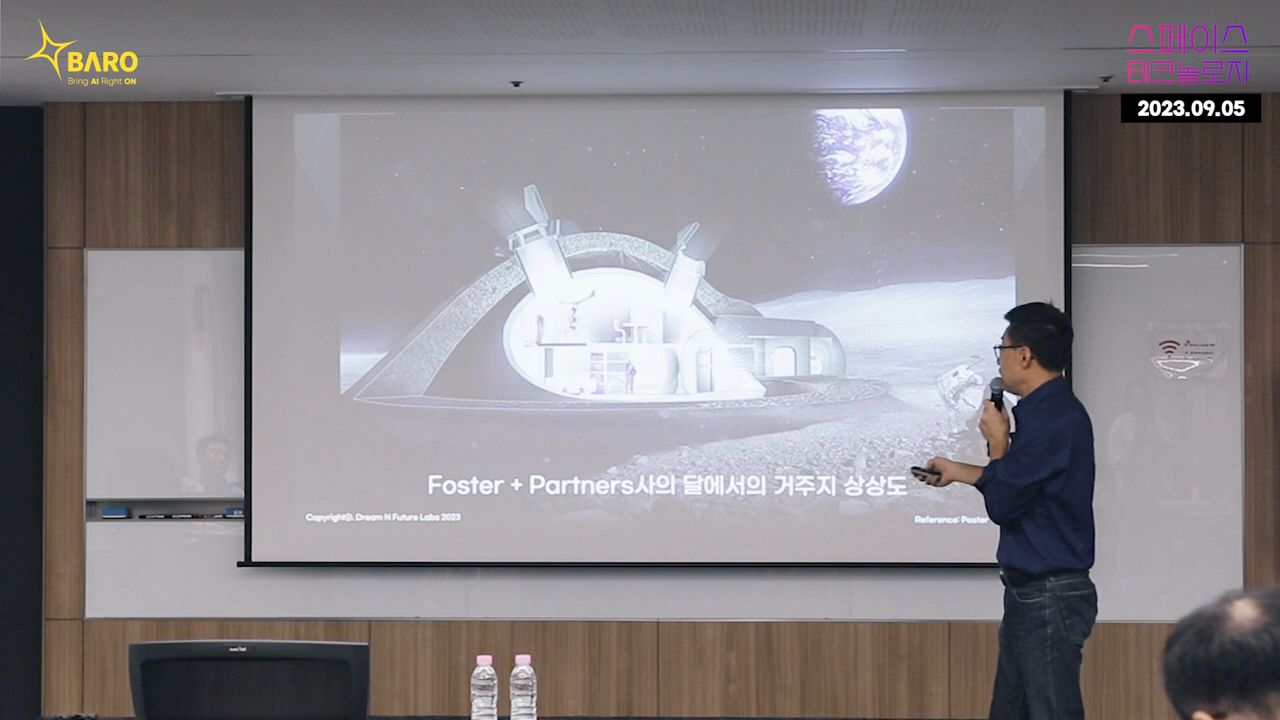 BARO
Bring AI Right ON
스페이스
테크놀로지
2023.09.05
Foster + Partners사의 달에서의 거주지 상상도
Copyrightⓒ. Dream N Future Labs 2023
Reference: Poster